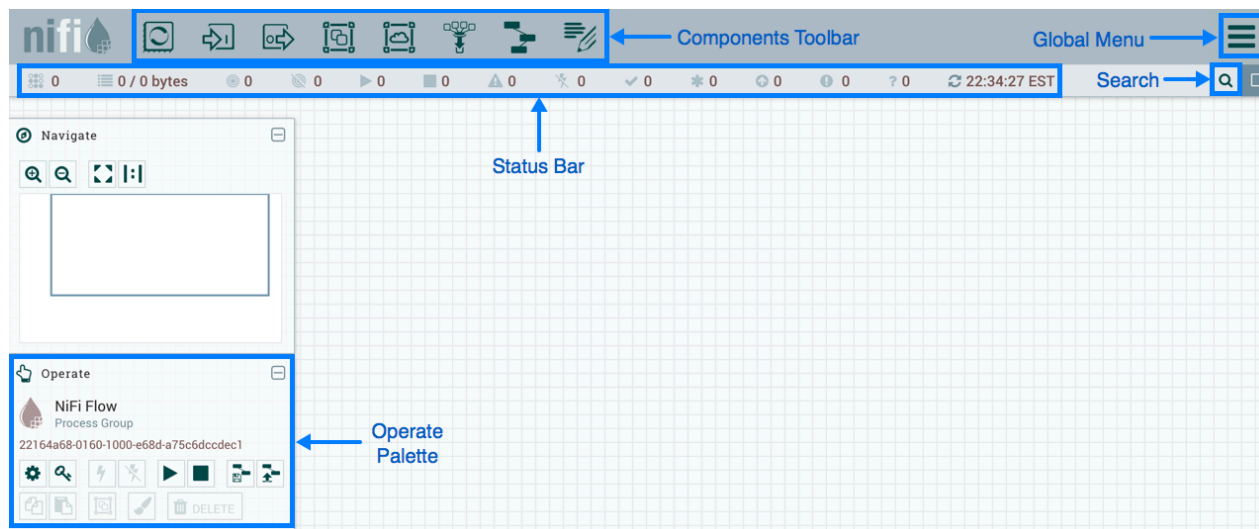 nifi
Components Toolbar
Global Menu
0 0 / 0 bytes 0 0 0 0 0 0 0 0 0 0 ? 0 22:34:27 EST
Search
Navigate
Status Bar
Operate
NiFi Flow
Process Group
22164a68-0160-1000-e68d-a75c6dccdec1
Operate
Palette
DELETE